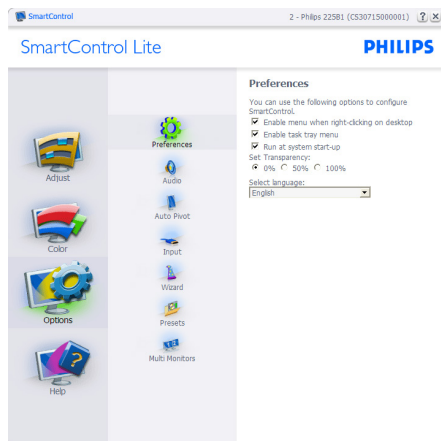 SmartControl
2 - Philips 225B1 (CS30715000001)
SmartControl Lite
PHILIPS
Adjust
Color
Options
Help
Preferences
Audio
Auto Pivot
Input
Wizard
Presets
Multi Monitors
Preferences
You can use the following options to configure
SmartControl.
Enable menu when right-clicking on desktop
Enable task tray menu
Run at system start-up
Set Transparency:
0% 50% 100%
Select language:
English